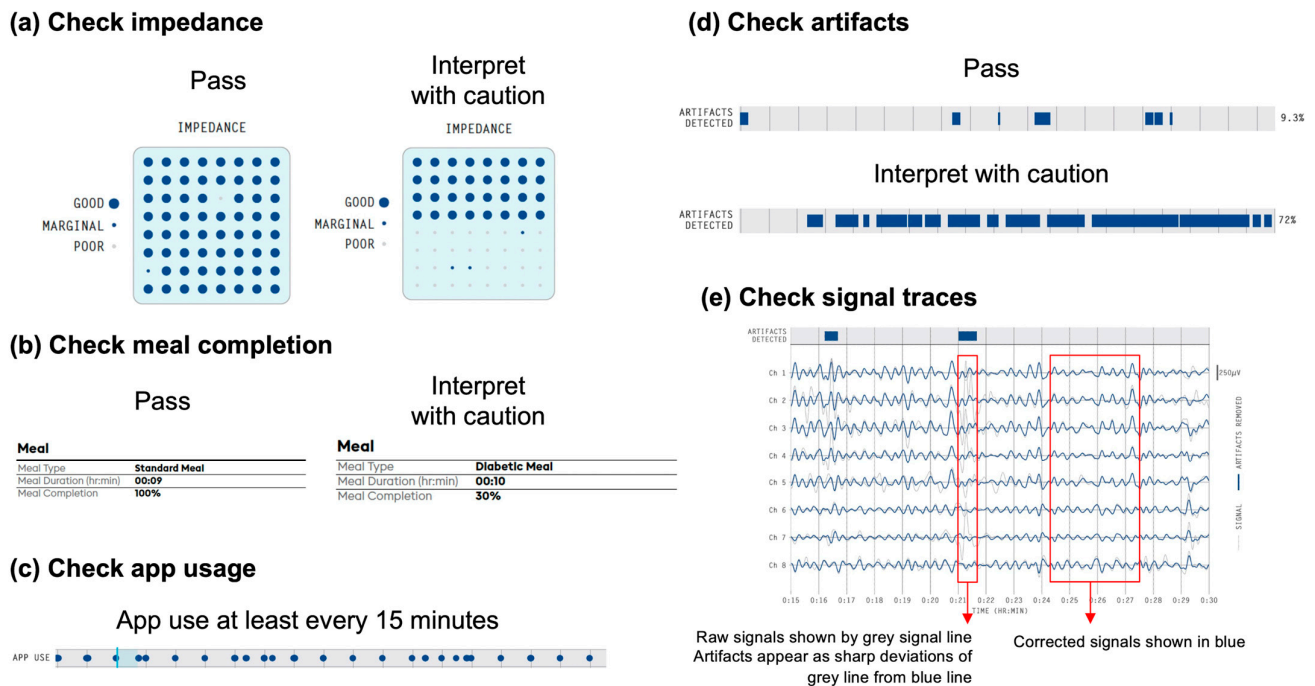 (a) Check impedance
Pass
Interpret
with caution
IMPEDANCE
GOOD
MARGINAL
POOR
IMPEDANCE
GOOD
MARGINAL
POOR
(b) Check meal completion
Pass
Interpret
with caution
Meal
Meal Type Standard Meal
Meal Duration (hr:min) 00:09
Meal Completion 100%
Meal
Meal Type Diabetic Meal
Meal Duration (hr:min) 00:10
Meal Completion 30%
(c) Check app usage
App use at least every 15 minutes
APP USE
(d) Check artifacts
Pass
ARTIFACTS
DETECTED
9.3%
Interpret with caution
ARTIFACTS
DETECTED
72%
(e) Check signal traces
ARTIFACTS
DETECTED
Ch 1
Ch 2
Ch 3
Ch 4
Ch 5
Ch 6
Ch 7
Ch 8
250μV
SIGNAL ARTIFACTS REMOVED
0:15 0:16 0:17 0:18 0:19 0:20 0:21 0:22 0:23 0:24 0:25 0:26 0:27 0:28 0:29 0:30
TIME (HR:MIN)
Raw signals shown by grey signal line
Artifacts appear as sharp deviations of
grey line from blue line
Corrected signals shown in blue